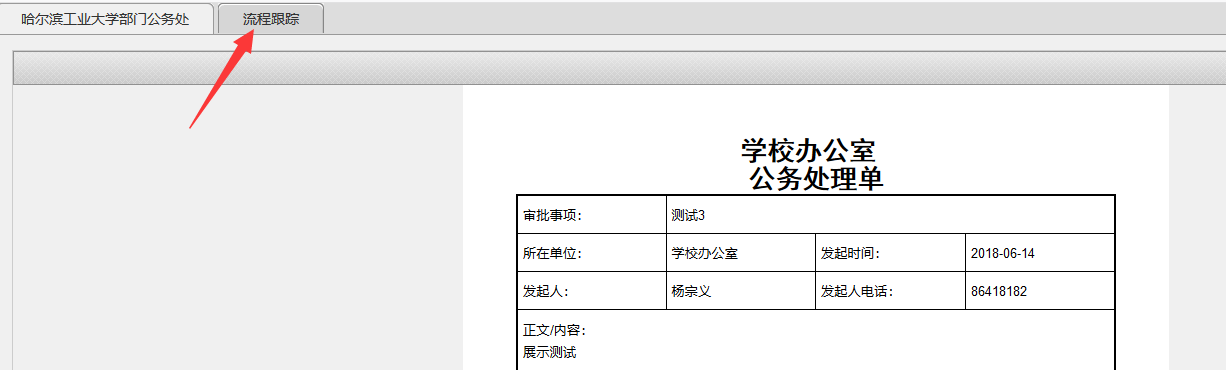 哈尔滨工业大学部门公务处 流程跟踪
学校办公室
公务处理单
审批事项： 测试3
所在单位： 学校办公室 发起时间： 2018-06-14
发起人： 杨宗义 发起人电话： 86418182
正文/内容：
展示测试